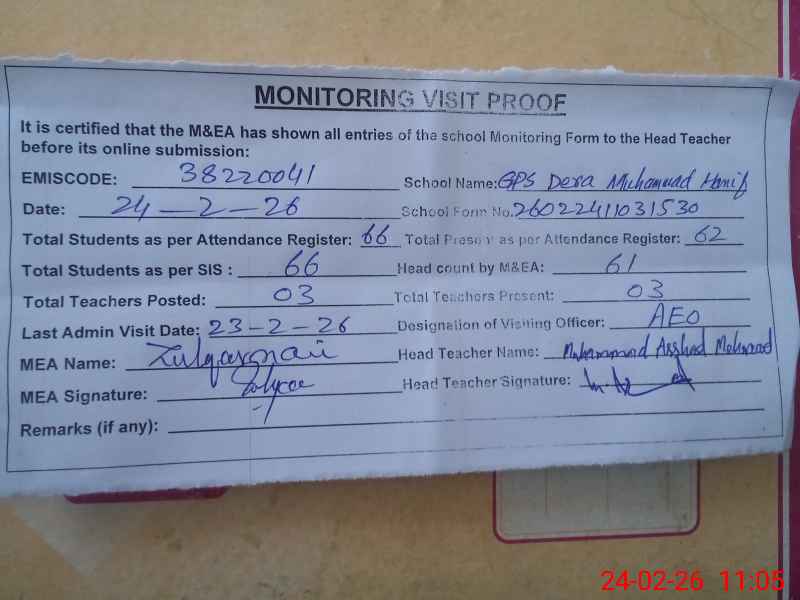 MONITORING VISIT PROOF
It is certified that the M&EA has shown all entries of the school Monitoring Form to the Head Teacher
before its online submission:
EMISCODE: 38220041 School Name: GPS Dera Muhammad Hanif
Date: 24-2-26 School Form No. 26022411031530
Total Students as per Attendance Register: 66 Total Present as per Attendance Register: 62
Total Students as per SIS : 66 Head count by M&EA: 61
Total Teachers Posted: 03 Total Teachers Present: 03
Last Admin Visit Date: 23-2-26 Designation of Visiting Officer: AEO
MEA Name: Zulqarnain Head Teacher Name: Muhammad Arshad Mehmood
MEA Signature: Head Teacher Signature:
Remarks (if any):
24-02-26 11:05